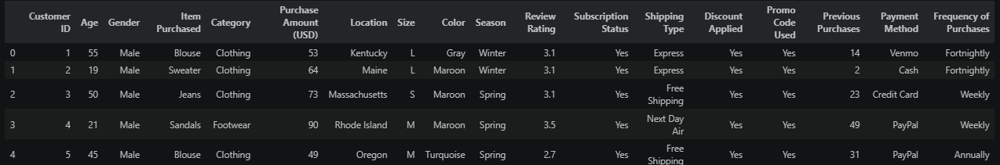 Customer ID Age Gender Item Purchased Category Purchase Amount (USD) Location Size Color Season Review Rating Subscription Status Shipping Type Discount Applied Promo Code Used Previous Purchases Payment Method Frequency of Purchases
0 1 55 Male Blouse Clothing 53 Kentucky L Gray Winter 3.1 Yes Express Yes Yes 14 Venmo Fortnightly
1 2 19 Male Sweater Clothing 64 Maine L Maroon Winter 3.1 Yes Express Yes Yes 2 Cash Fortnightly
2 3 50 Male Jeans Clothing 73 Massachusetts S Maroon Spring 3.1 Yes Free Shipping Yes Yes 23 Credit Card Weekly
3 4 21 Male Sandals Footwear 90 Rhode Island M Maroon Spring 3.5 Yes Next Day Air Yes Yes 49 PayPal Weekly
4 5 45 Male Blouse Clothing 49 Oregon M Turquoise Spring 2.7 Yes Free Shipping Yes Yes 31 PayPal Annually